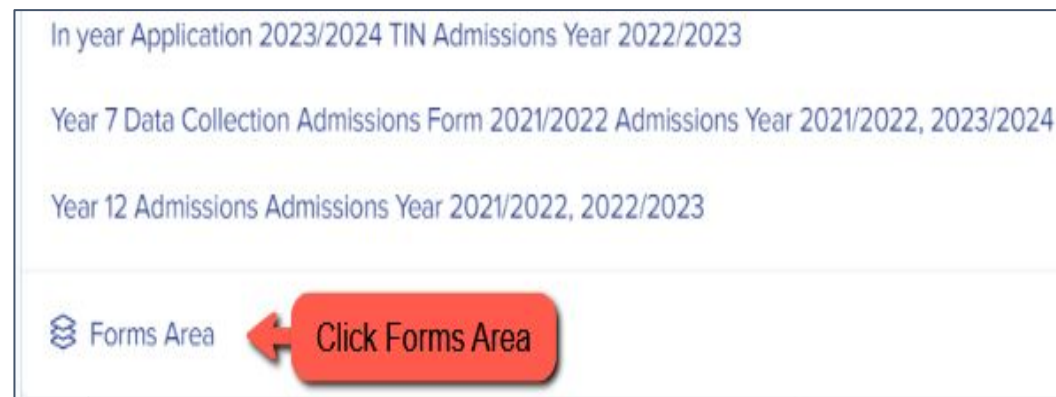 In year Application 2023/2024 TIN Admissions Year 2022/2023
Year 7 Data Collection Admissions Form 2021/2022 Admissions Year 2021/2022, 2023/2024
Year 12 Admissions Admissions Year 2021/2022, 2022/2023
Forms Area
Click Forms Area